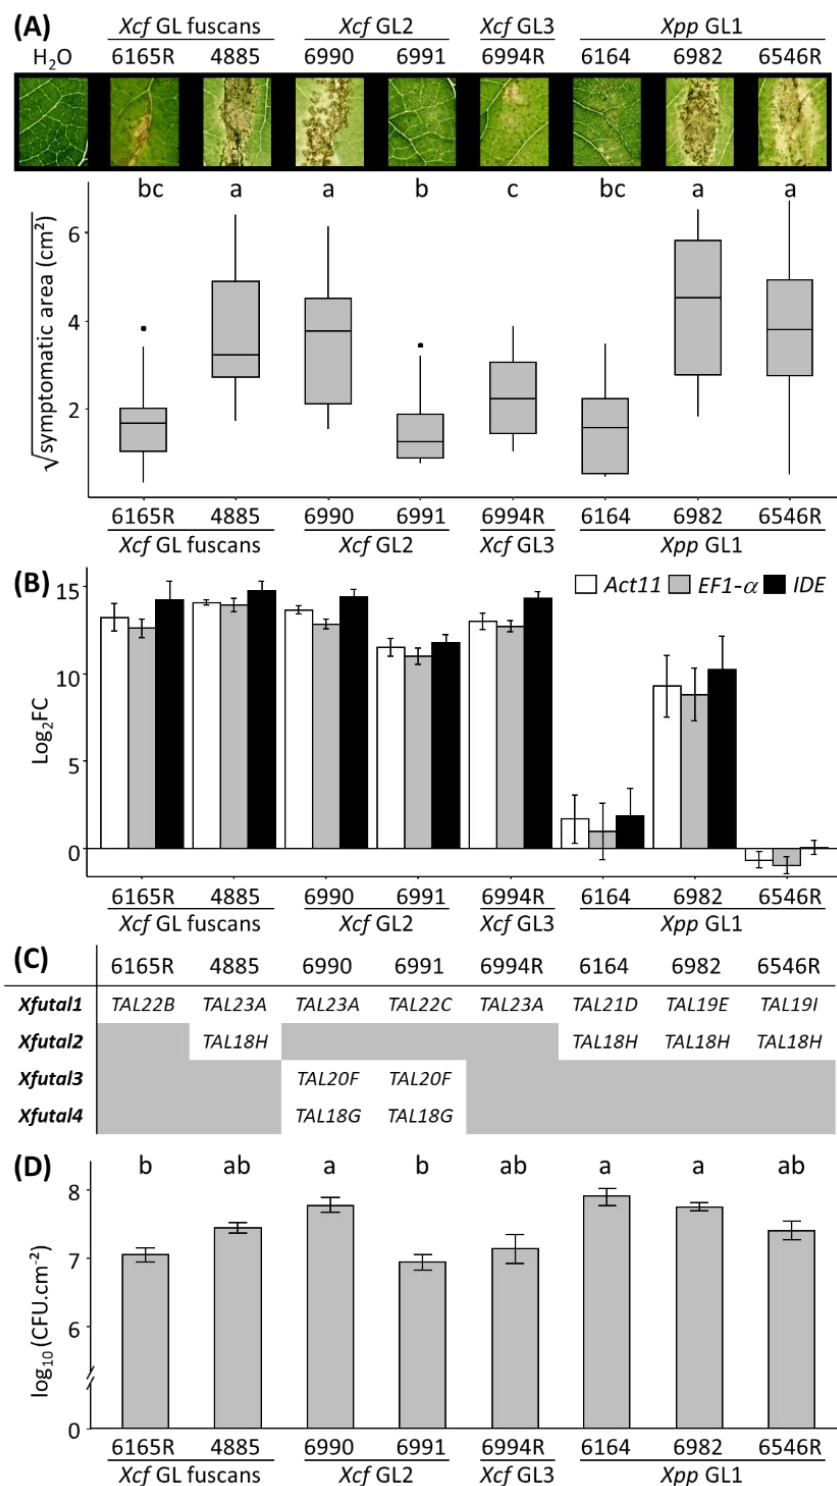 (A)
Xcf GL fuscans Xcf GL2 Xcf GL3 Xpp GL1
H₂O 6165R 4885 6990 6991 6994R 6164 6982 6546R
bc a a b c bc a a
√symptomatic area (cm²)
6
4
2
6165R 4885 6990 6991 6994R 6164 6982 6546R
Xcf GL fuscans Xcf GL2 Xcf GL3 Xpp GL1
(B)
Act11 EF1-α IDE
Log₂FC
15
10
5
0
6165R 4885 6990 6991 6994R 6164 6982 6546R
Xcf GL fuscans Xcf GL2 Xcf GL3 Xpp GL1
(C)
6165R 4885 6990 6991 6994R 6164 6982 6546R
Xfutal1 TAL22B TAL23A TAL23A TAL22C TAL23A TAL21D TAL19E TAL19I
Xfutal2 TAL18H TAL18H TAL18H TAL18H
Xfutal3 TAL20F TAL20F
Xfutal4 TAL18G TAL18G
(D)
b ab a b ab a a ab
log₁₀(CFU.cm⁻²)
8
7
6
0
6165R 4885 6990 6991 6994R 6164 6982 6546R
Xcf GL fuscans Xcf GL2 Xcf GL3 Xpp GL1